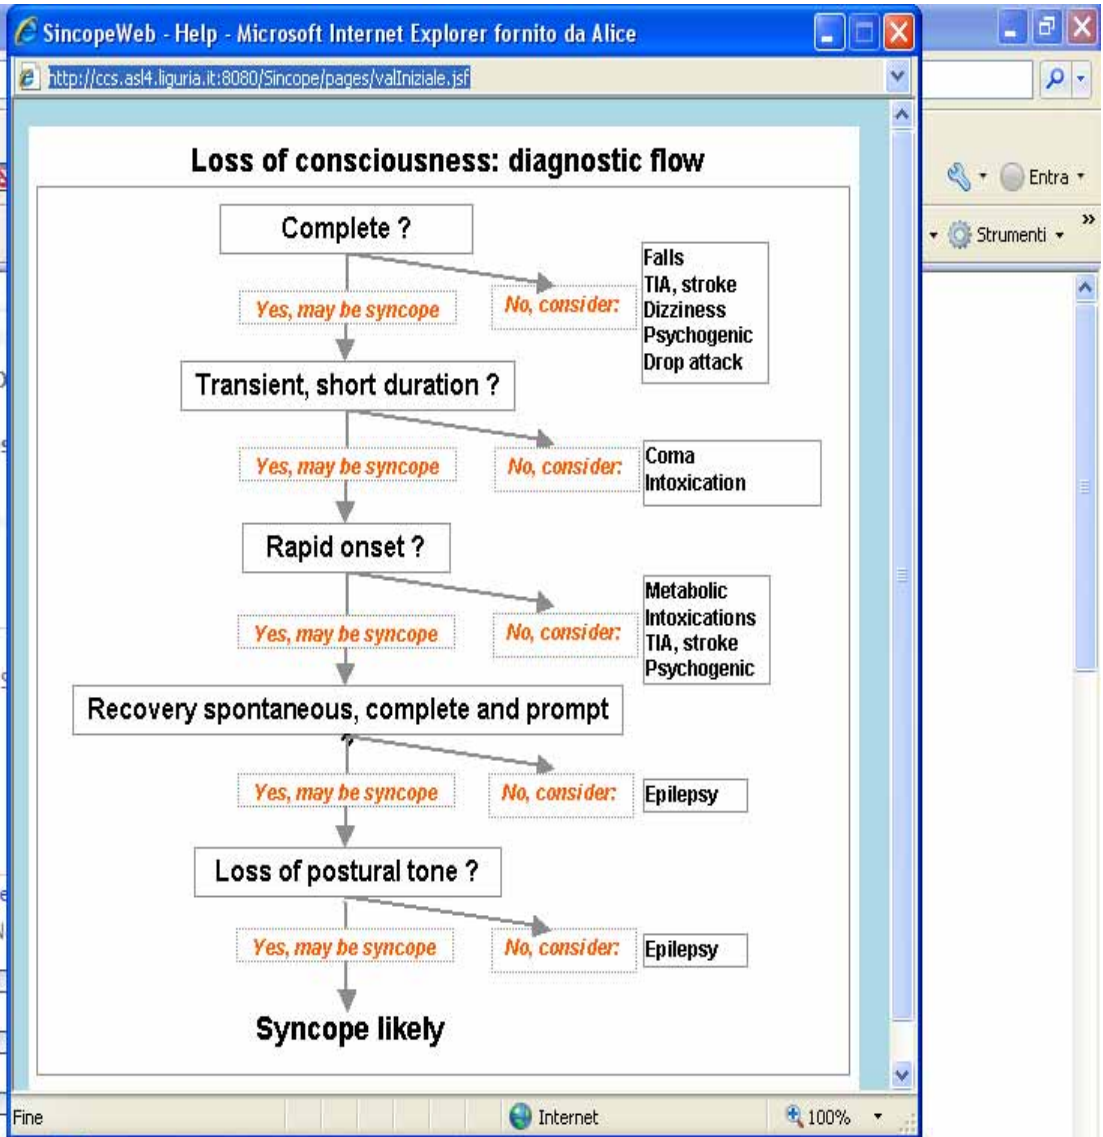 SincopeWeb - Help - Microsoft Internet Explorer fornito da Alice
http://ccs.asl4.liguria.it:8080/Sincope/pages/valIniziale.jsf
Entra
Strumenti
»
Loss of consciousness: diagnostic flow
Complete ?
Yes, may be syncope
No, consider:
Falls
TIA, stroke
Dizziness
Psychogenic
Drop attack
Transient, short duration ?
Yes, may be syncope
No, consider:
Coma
Intoxication
Rapid onset ?
Yes, may be syncope
No, consider:
Metabolic
Intoxications
TIA, stroke
Psychogenic
Recovery spontaneous, complete and prompt
?
Yes, may be syncope
No, consider:
Epilepsy
Loss of postural tone ?
Yes, may be syncope
No, consider:
Epilepsy
Syncope likely
Fine
Internet
100%